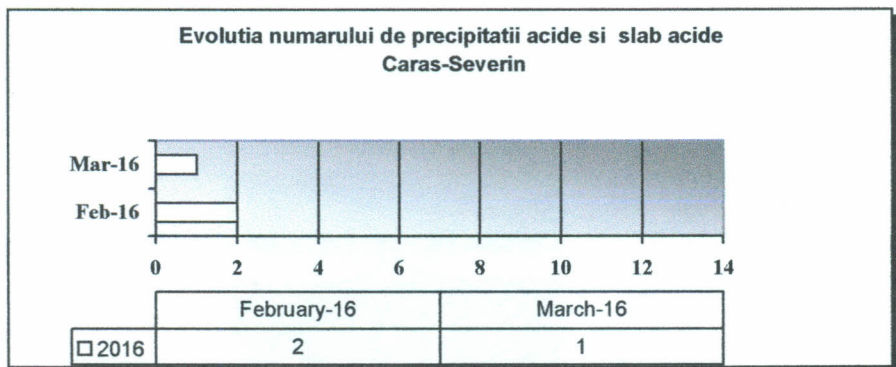 Evolutia numarului de precipitatii acide si slab acide
Caras-Severin
Mar-16
Feb-16
0 2 4 6 8 10 12 14
February-16 March-16
2016 2 1